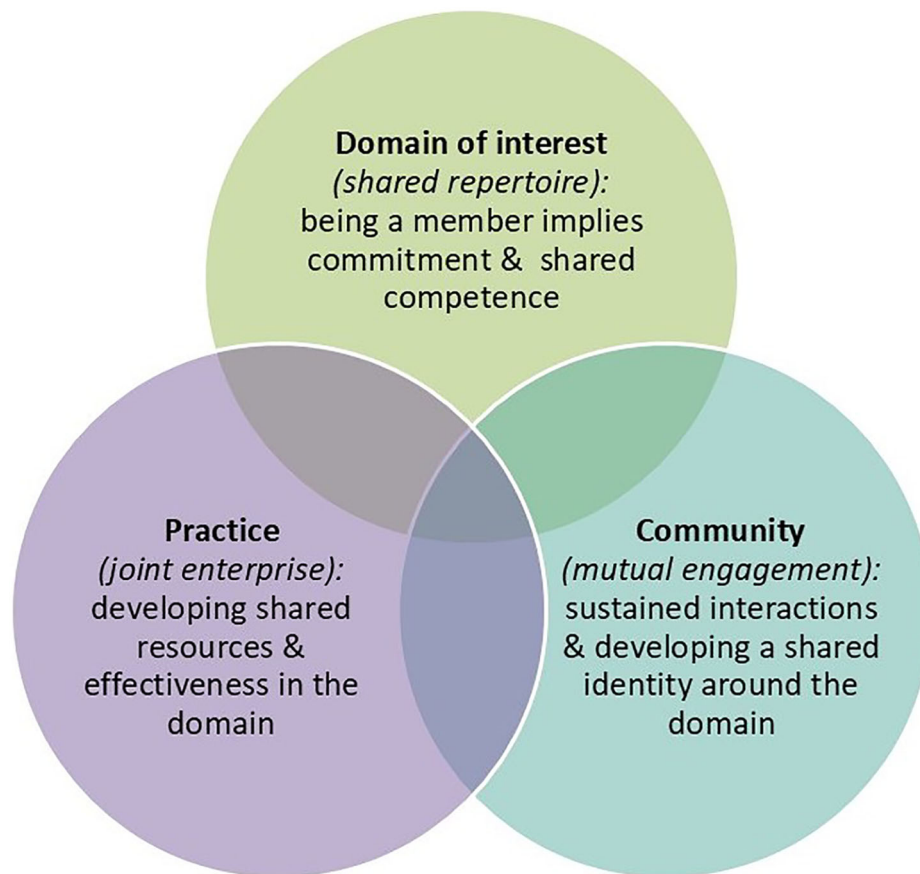 Domain of interest
(shared repertoire):
being a member implies
commitment & shared
competence
Practice
(joint enterprise):
developing shared
resources &
effectiveness in the
domain
Community
(mutual engagement):
sustained interactions
& developing a shared
identity around the
domain